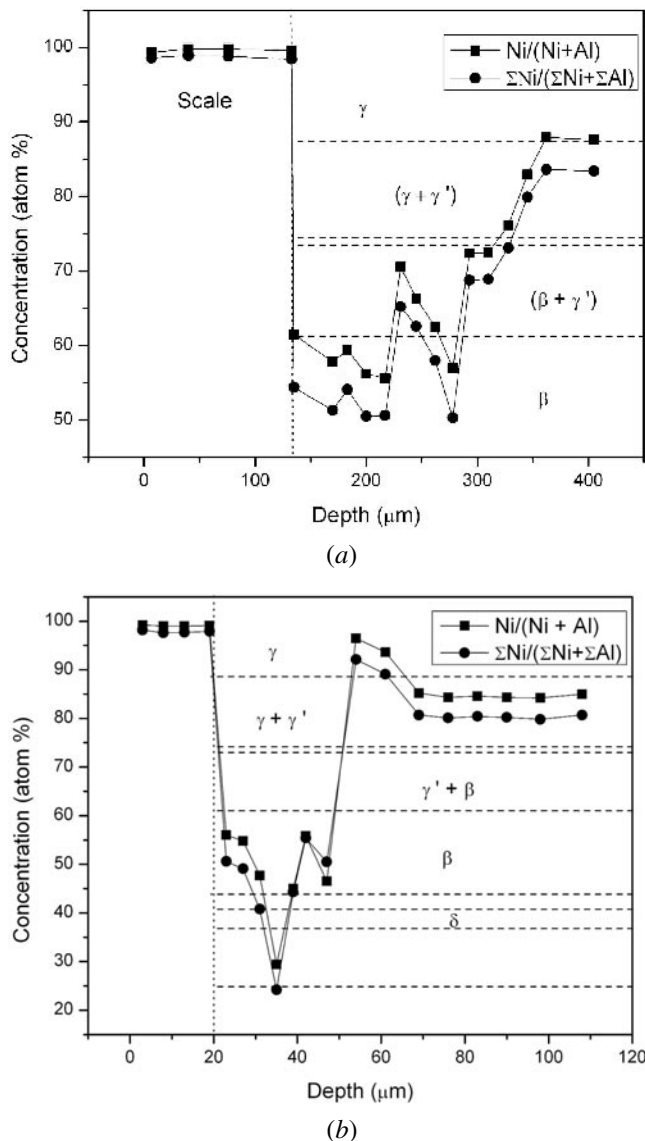 100
90
80
70
60
50
Concentration (atom %)
Scale
γ
(γ + γ')
(β + γ')
β
Ni/(Ni+Al)
ΣNi/(ΣNi+ΣAl)
0
100
200
300
400
Depth (μm)
(a)
100
90
80
70
60
50
40
30
20
Concentration (atom %)
γ
γ + γ'
γ' + β
β
δ
Ni/(Ni + Al)
ΣNi/(ΣNi+ΣAl)
0
20
40
60
80
100
120
Depth (μm)
(b)